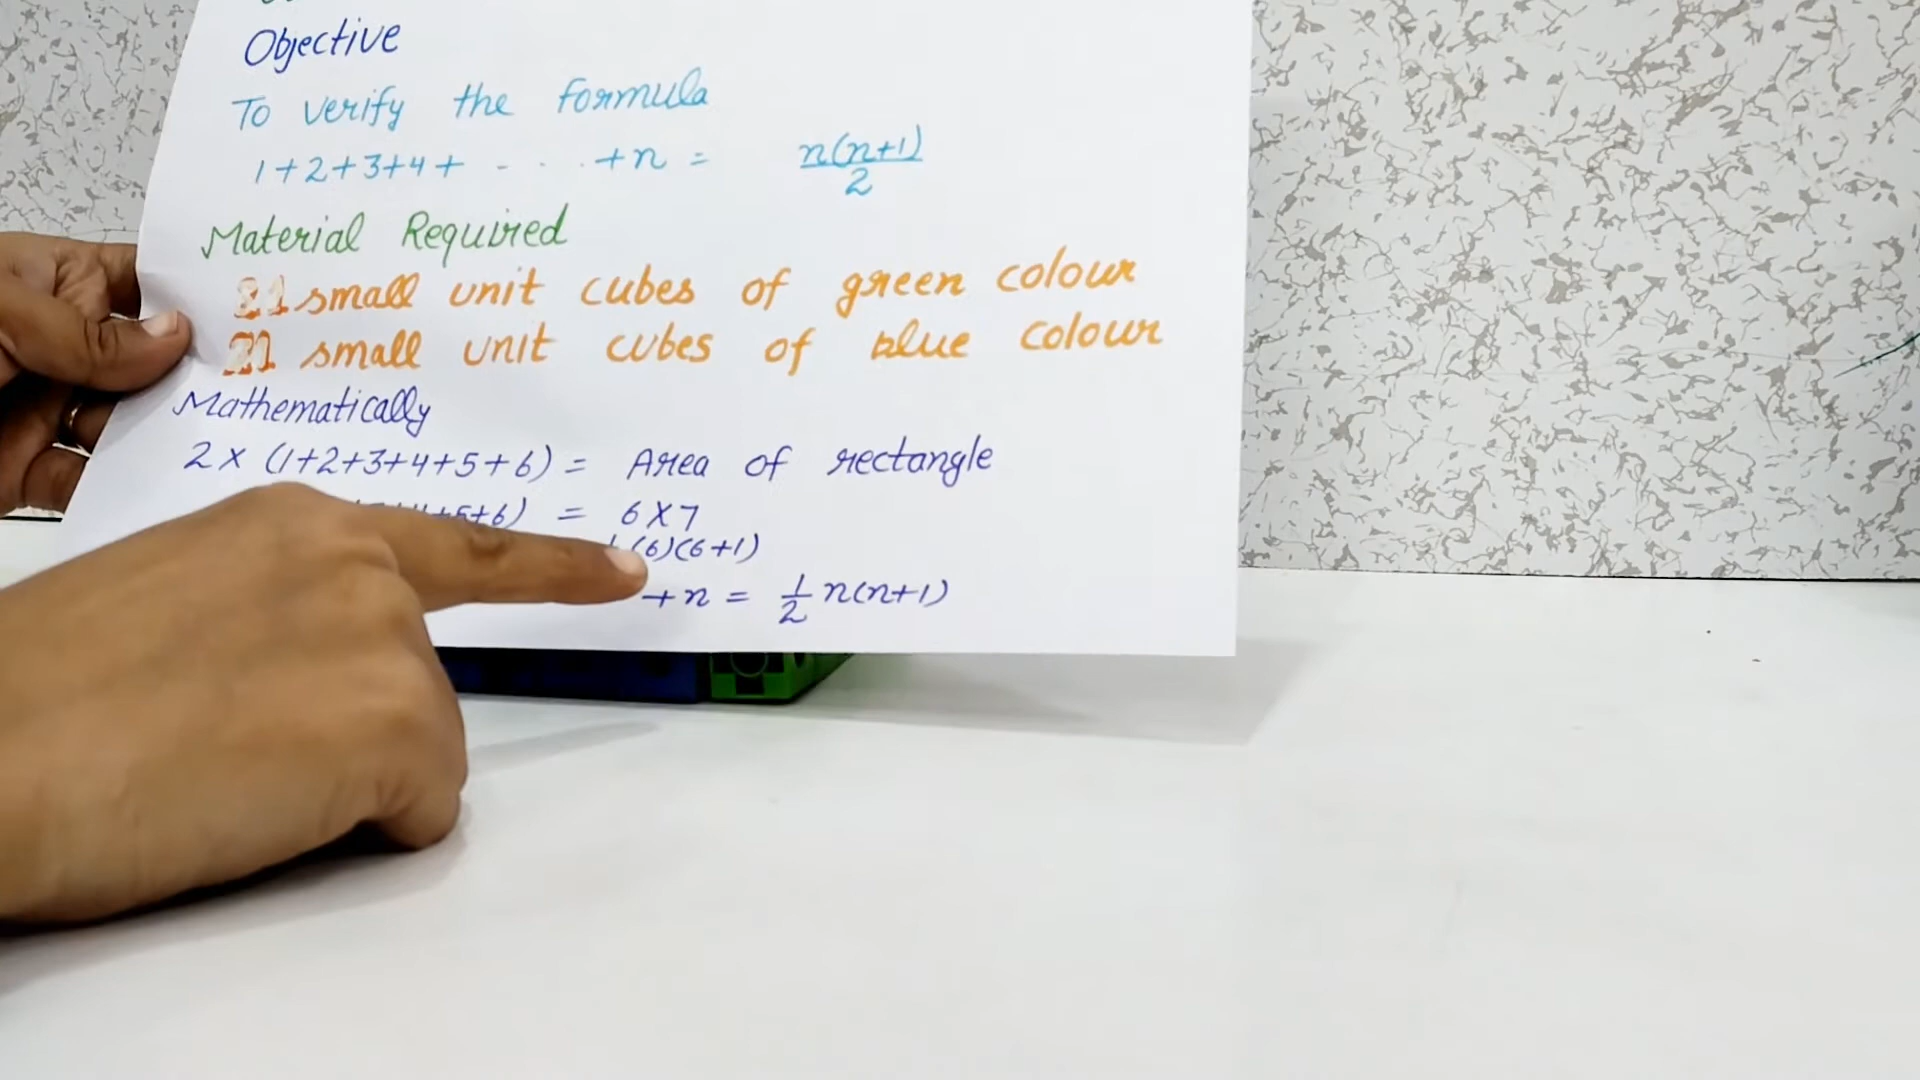 Objective
To verify the formula
1+2+3+4+ - . . . +n = n(n+1)/2
Material Required
21 small unit cubes of green colour
21 small unit cubes of blue colour
Mathematically
2 x (1+2+3+4+5+6) = Area of rectangle
+5+6) = 6 x 7
(6)(6+1)
+n = 1/2 n(n+1)